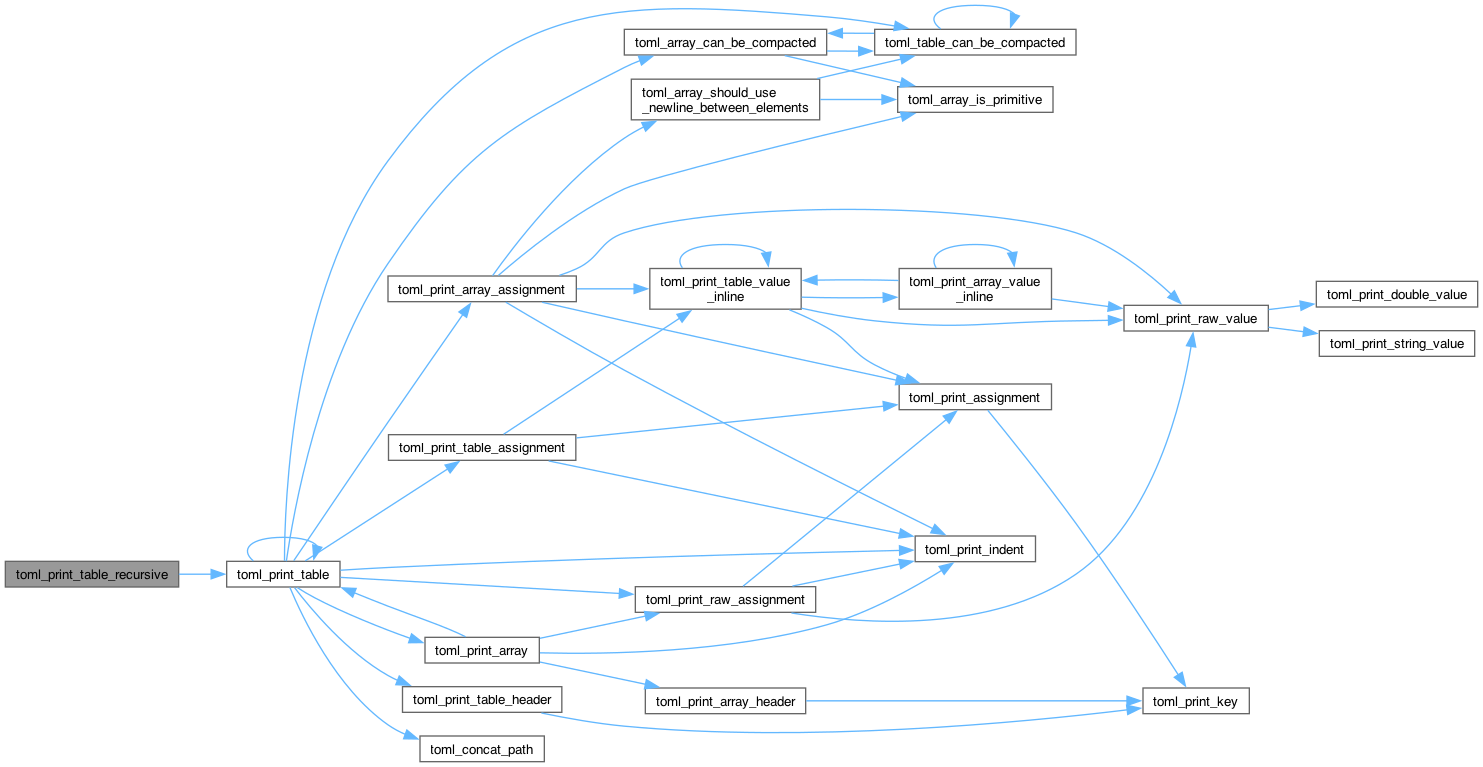 toml_array_can_be_compacted
toml_table_can_be_compacted
toml_array_should_use
_newline_between_elements
toml_array_is_primitive
toml_print_array_assignment
toml_print_table_value
_inline
toml_print_array_value
_inline
toml_print_double_value
toml_print_raw_value
toml_print_string_value
toml_print_assignment
toml_print_table_assignment
toml_print_indent
toml_print_table_recursive
toml_print_table
toml_print_raw_assignment
toml_print_array
toml_print_table_header
toml_print_array_header
toml_print_key
toml_concat_path